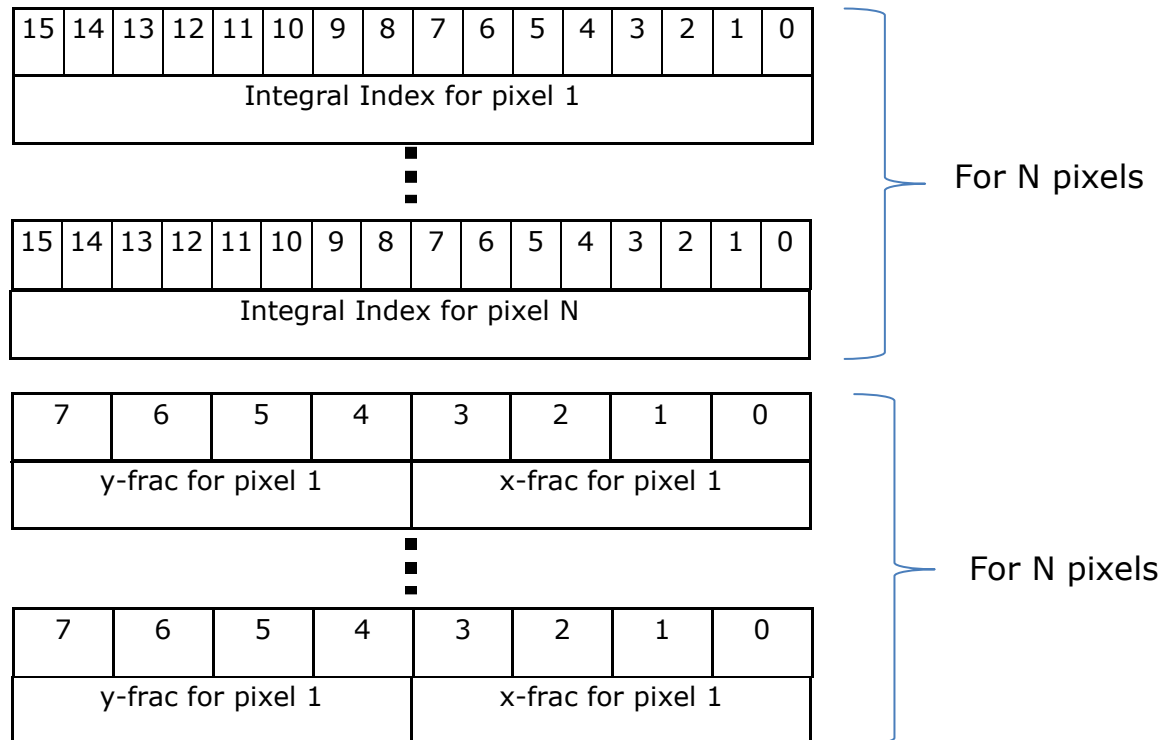 15 14 13 12 11 10 9 8 7 6 5 4 3 2 1 0
Integral Index for pixel 1
For N pixels
15 14 13 12 11 10 9 8 7 6 5 4 3 2 1 0
Integral Index for pixel N
7 6 5 4 3 2 1 0
y-frac for pixel 1 x-frac for pixel 1
For N pixels
7 6 5 4 3 2 1 0
y-frac for pixel 1 x-frac for pixel 1